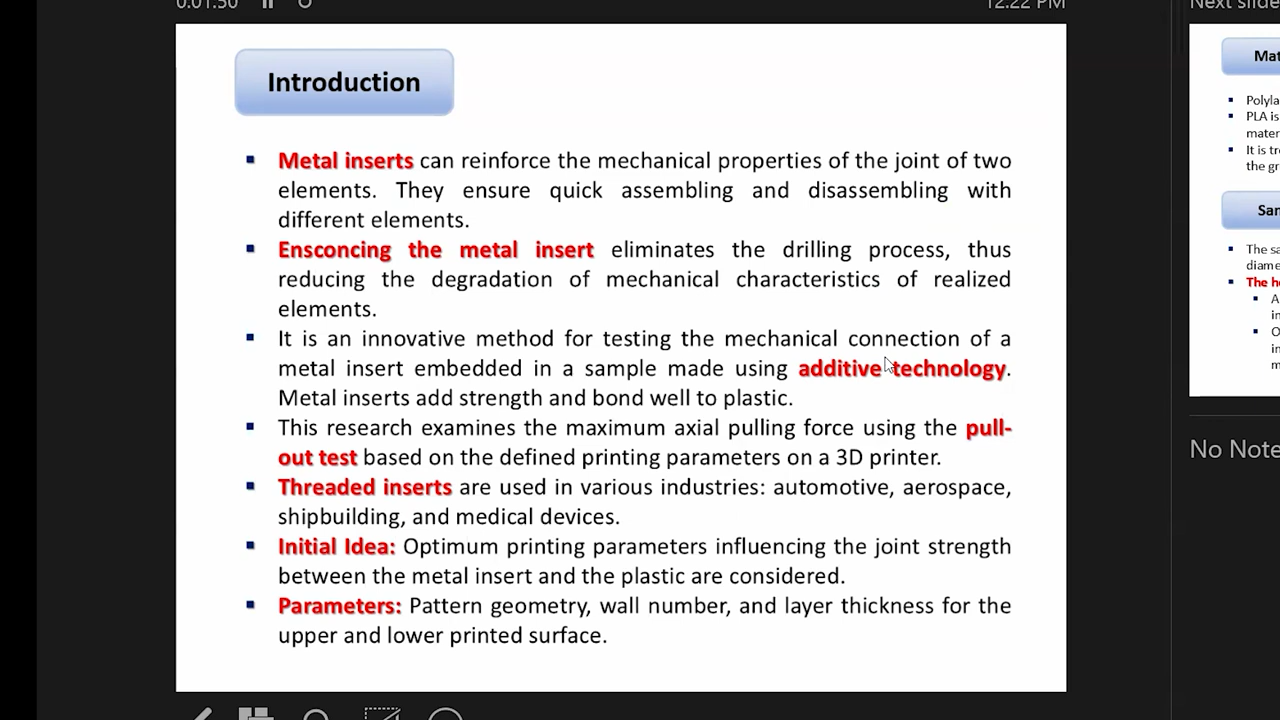 0:01:50
12:22 PM
Next slide
Introduction
▪ Metal inserts can reinforce the mechanical properties of the joint of two
elements. They ensure quick assembling and disassembling with
different elements.
▪ Ensconcing the metal insert eliminates the drilling process, thus
reducing the degradation of mechanical characteristics of realized
elements.
▪ It is an innovative method for testing the mechanical connection of a
metal insert embedded in a sample made using additive technology.
Metal inserts add strength and bond well to plastic.
▪ This research examines the maximum axial pulling force using the pull-
out test based on the defined printing parameters on a 3D printer.
▪ Threaded inserts are used in various industries: automotive, aerospace,
shipbuilding, and medical devices.
▪ Initial Idea: Optimum printing parameters influencing the joint strength
between the metal insert and the plastic are considered.
▪ Parameters: Pattern geometry, wall number, and layer thickness for the
upper and lower printed surface.
▪ PLA is
▪ It is
the
The
No